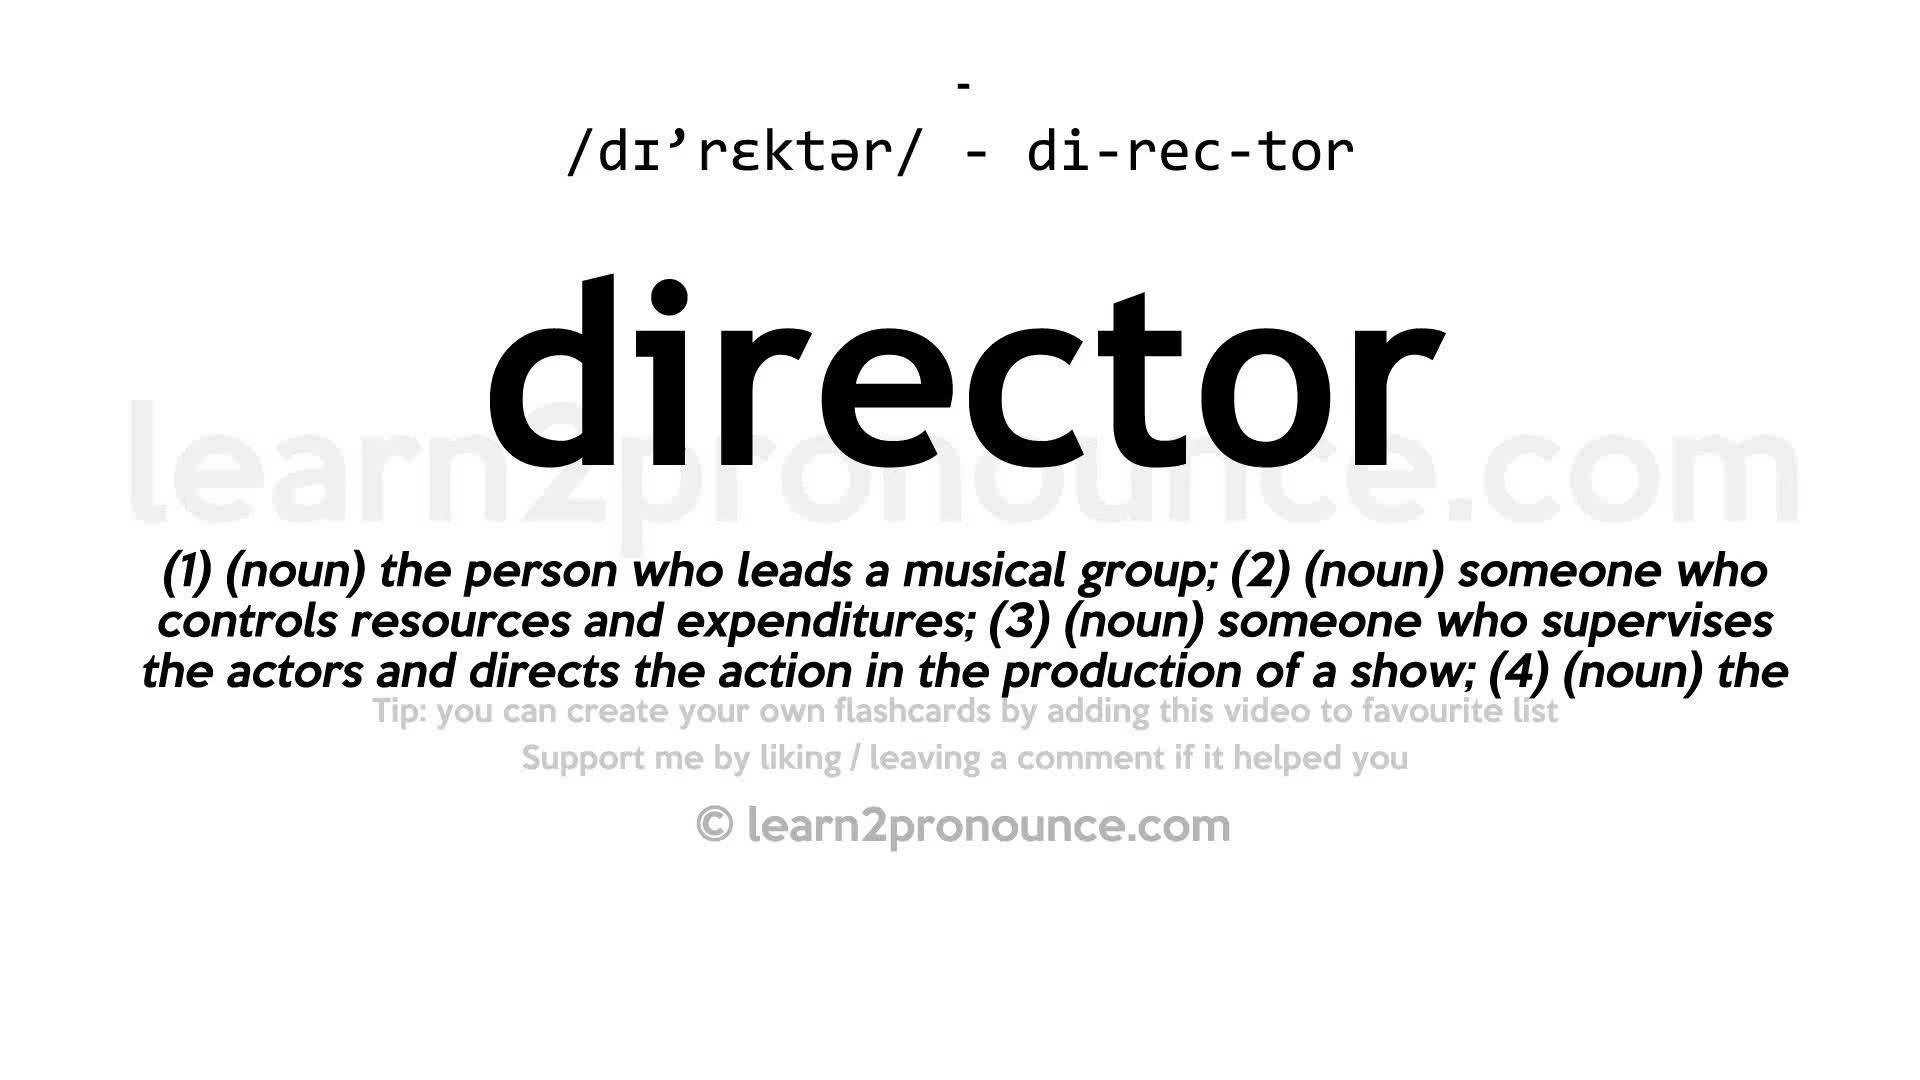 -
/dɪ’rɛktər/ - di-rec-tor
director
learn2pronounce.com
(1) (noun) the person who leads a musical group; (2) (noun) someone who
controls resources and expenditures; (3) (noun) someone who supervises
the actors and directs the action in the production of a show; (4) (noun) the
Tip: you can create your own flashcards by adding this video to favourite list
Support me by liking / leaving a comment if it helped you
© learn2pronounce.com